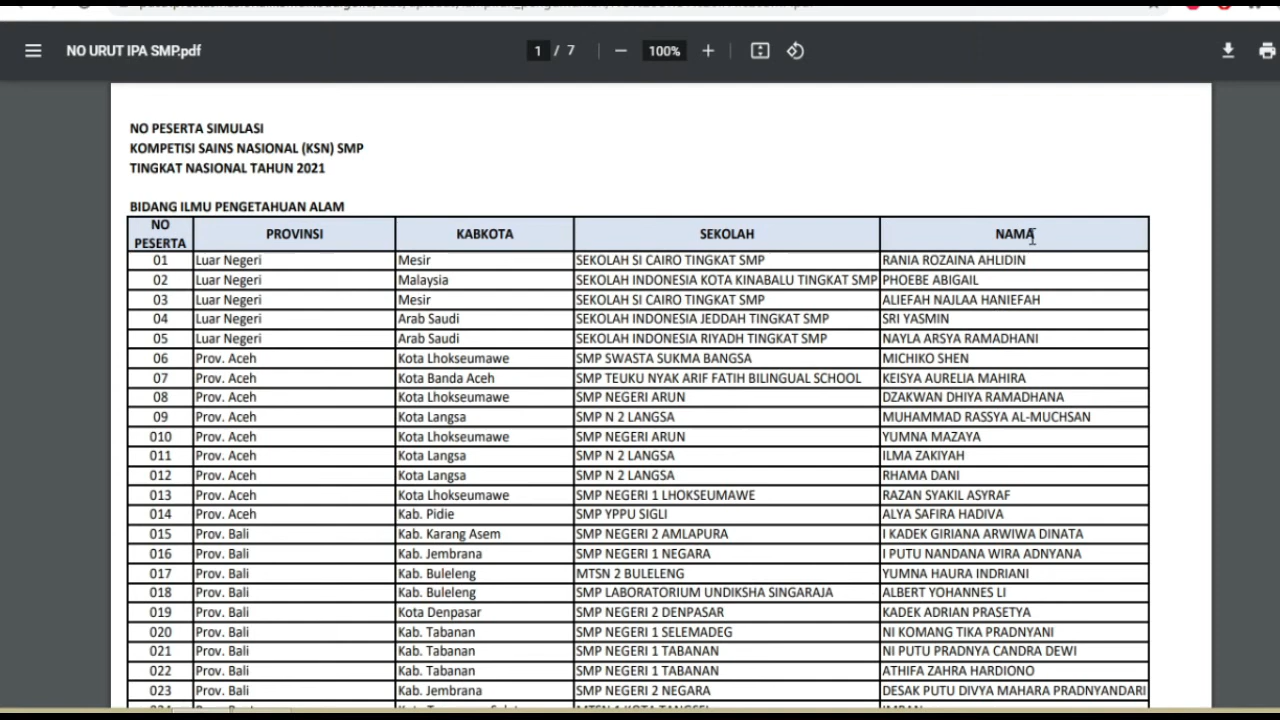 NO URUT IPA SMP.pdf 1 / 7 100%
NO PESERTA SIMULASI
KOMPETISI SAINS NASIONAL (KSN) SMP
TINGKAT NASIONAL TAHUN 2021
BIDANG ILMU PENGETAHUAN ALAM
NO PESERTA PROVINSI KABKOTA SEKOLAH NAMA
01 Luar Negeri Mesir SEKOLAH SI CAIRO TINGKAT SMP RANIA ROZAINA AHLIDIN
02 Luar Negeri Malaysia SEKOLAH INDONESIA KOTA KINABALU TINGKAT SMP PHOEBE ABIGAIL
03 Luar Negeri Mesir SEKOLAH SI CAIRO TINGKAT SMP ALIEFAH NAJLAA HANIEFAH
04 Luar Negeri Arab Saudi SEKOLAH INDONESIA JEDDAH TINGKAT SMP SRI YASMIN
05 Luar Negeri Arab Saudi SEKOLAH INDONESIA RIYADH TINGKAT SMP NAYLA ARSYA RAMADHANI
06 Prov. Aceh Kota Lhokseumawe SMP SWASTA SUKMA BANGSA MICHIKO SHEN
07 Prov. Aceh Kota Banda Aceh SMP TEUKU NYAK ARIF FATIH BILINGUAL SCHOOL KEISYA AURELIA MAHIRA
08 Prov. Aceh Kota Lhokseumawe SMP NEGERI ARUN DZAKWAN DHIYA RAMADHANA
09 Prov. Aceh Kota Langsa SMP N 2 LANGSA MUHAMMAD RASSYA AL-MUCHSAN
010 Prov. Aceh Kota Lhokseumawe SMP NEGERI ARUN YUMNA MAZAYA
011 Prov. Aceh Kota Langsa SMP N 2 LANGSA ILMA ZAKIYAH
012 Prov. Aceh Kota Langsa SMP N 2 LANGSA RHAMA DANI
013 Prov. Aceh Kota Lhokseumawe SMP NEGERI 1 LHOKSEUMAWE RAZAN SYAKIL ASYRAF
014 Prov. Aceh Kab. Pidie SMP YPPU SIGLI ALYA SAFIRA HADIVA
015 Prov. Bali Kab. Karang Asem SMP NEGERI 2 AMLAPURA I KADEK GIRIANA ARWIWA DINATA
016 Prov. Bali Kab. Jembrana SMP NEGERI 1 NEGARA I PUTU NANDANA WIRA ADNYANA
017 Prov. Bali Kab. Buleleng MTSN 2 BULELENG YUMNA HAURA INDRIANI
018 Prov. Bali Kab. Buleleng SMP LABORATORIUM UNDIKSHA SINGARAJA ALBERT YOHANNES LI
019 Prov. Bali Kota Denpasar SMP NEGERI 2 DENPASAR KADEK ADRIAN PRASETYA
020 Prov. Bali Kab. Tabanan SMP NEGERI 1 SELEMADEG NI KOMANG TIKA PRADNYANI
021 Prov. Bali Kab. Tabanan SMP NEGERI 1 TABANAN NI PUTU PRADNYA CANDRA DEWI
022 Prov. Bali Kab. Tabanan SMP NEGERI 1 TABANAN ATHIFA ZAHRA HARDIONO
023 Prov. Bali Kab. Jembrana SMP NEGERI 2 NEGARA DESAK PUTU DIVYA MAHARA PRADNYANDARI